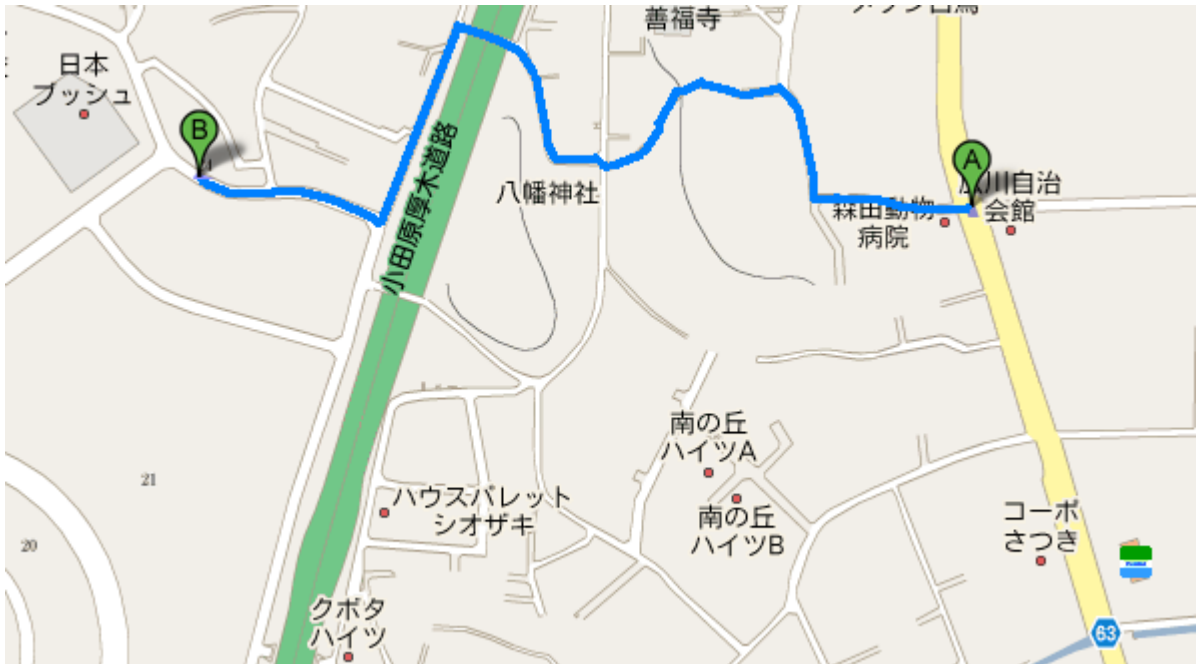 善福寺
日本
ブッシュ
B
A
小田原厚木道路
八幡神社
川自治
会館
森田動物
病院
南の丘
ハイツA
南の丘
ハイツB
21
20
ハウスパレット
シオザキ
コーポ
さつき
クボタ
ハイツ
63